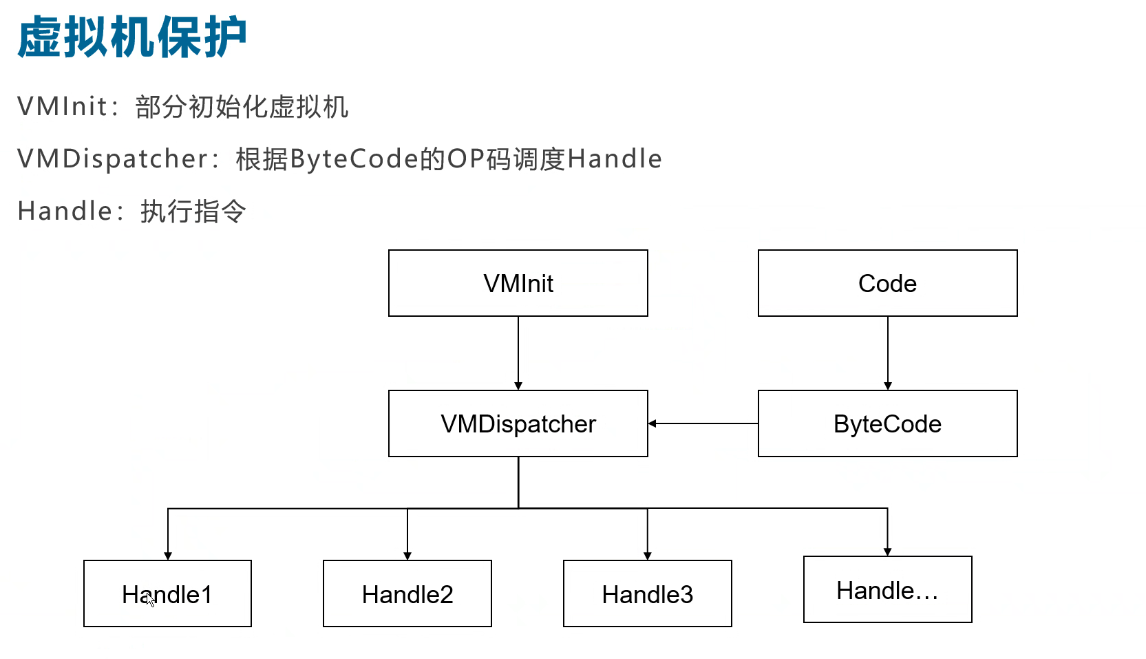 虚拟机保护
VMInit：部分初始化虚拟机
VMDispatcher：根据ByteCode的OP码调度Handle
Handle：执行指令
VMInit
Code
VMDispatcher
ByteCode
Handle1
Handle2
Handle3
Handle...